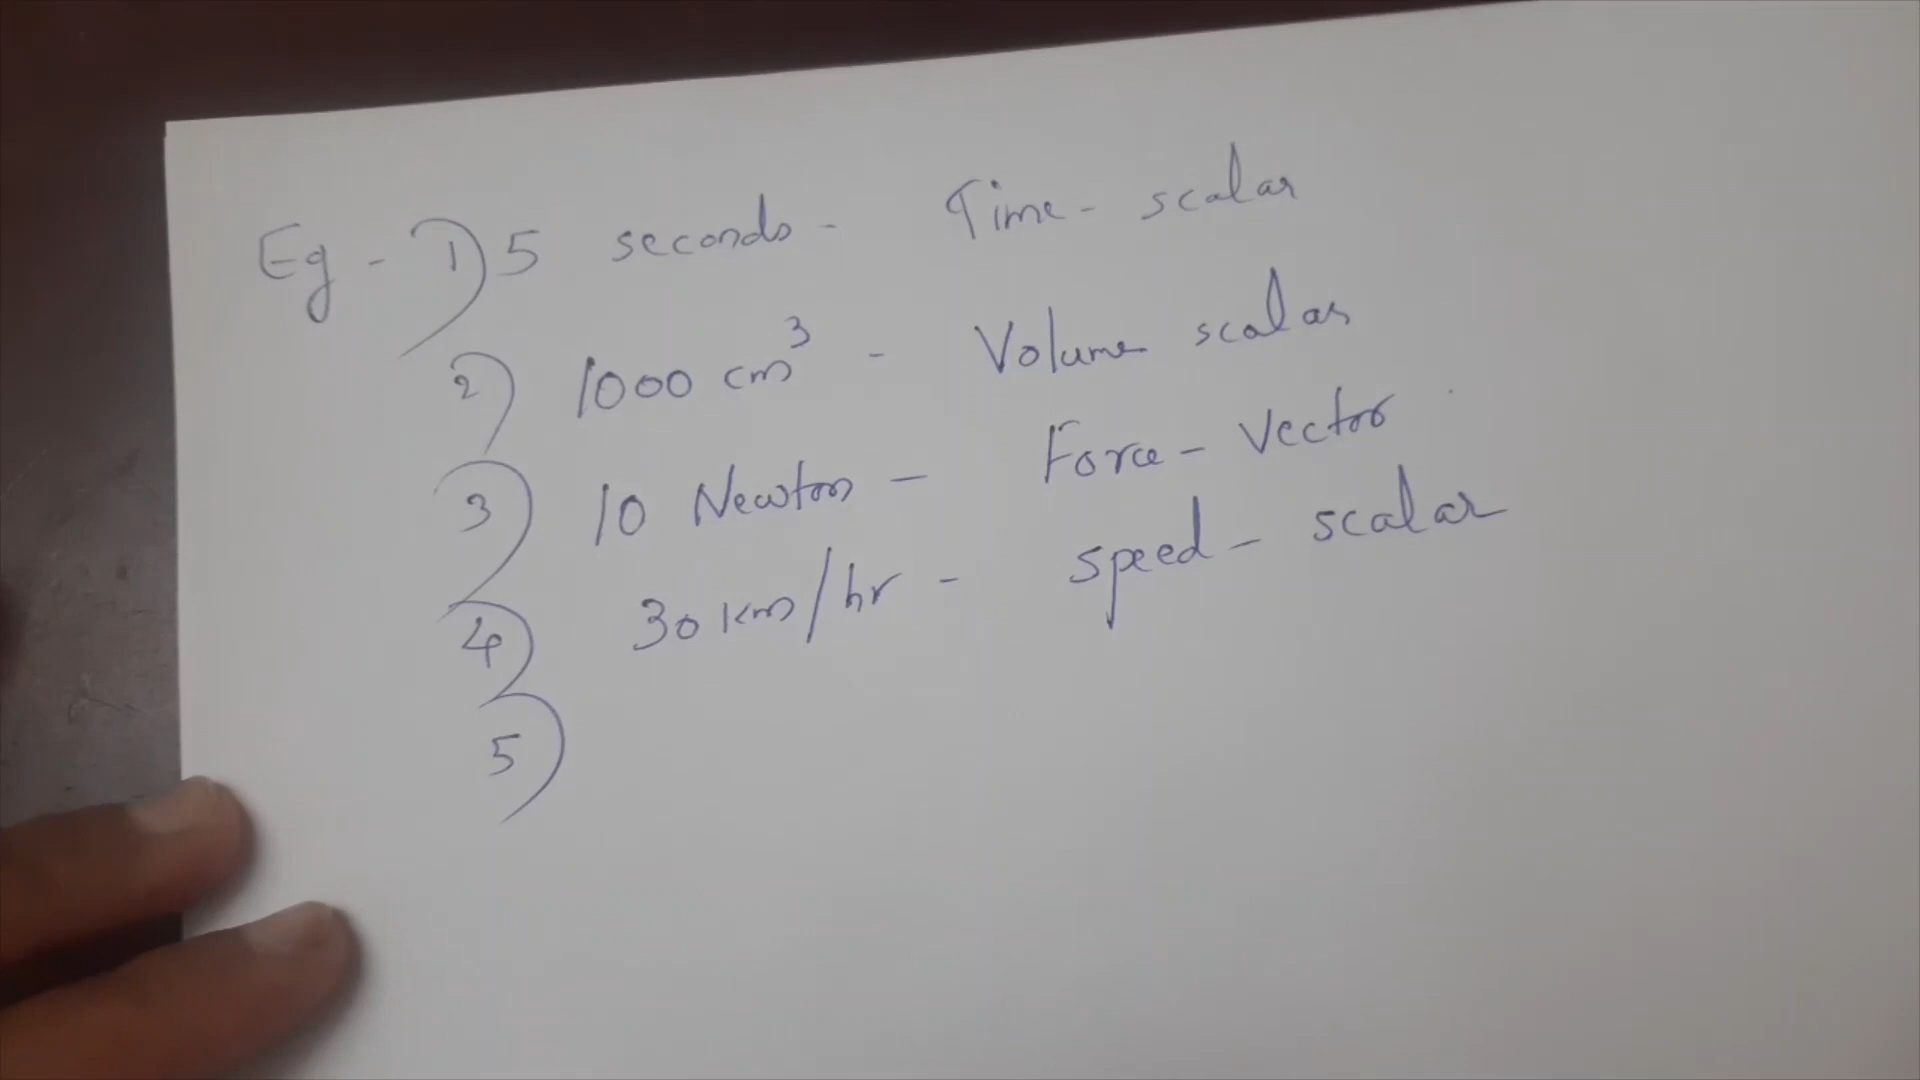 Eg - 1) 5 seconds - Time - scalar
2) 1000 cm³ - Volume scalar
3) 10 Newton - Force - Vector
4) 30 km/hr - speed - scalar
5)